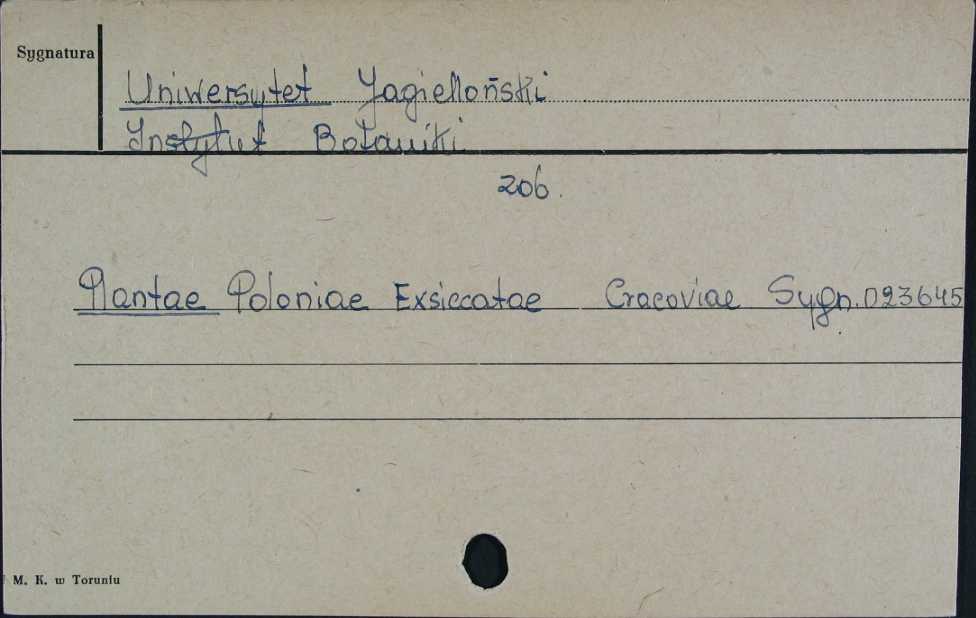 Sygnatura
Uniwersytet Jagielloński
Instytut Botaniki
206.
Plantae Poloniae Exsiccatae Cracoviae Sygn. 023645
M. K. w Toruniu